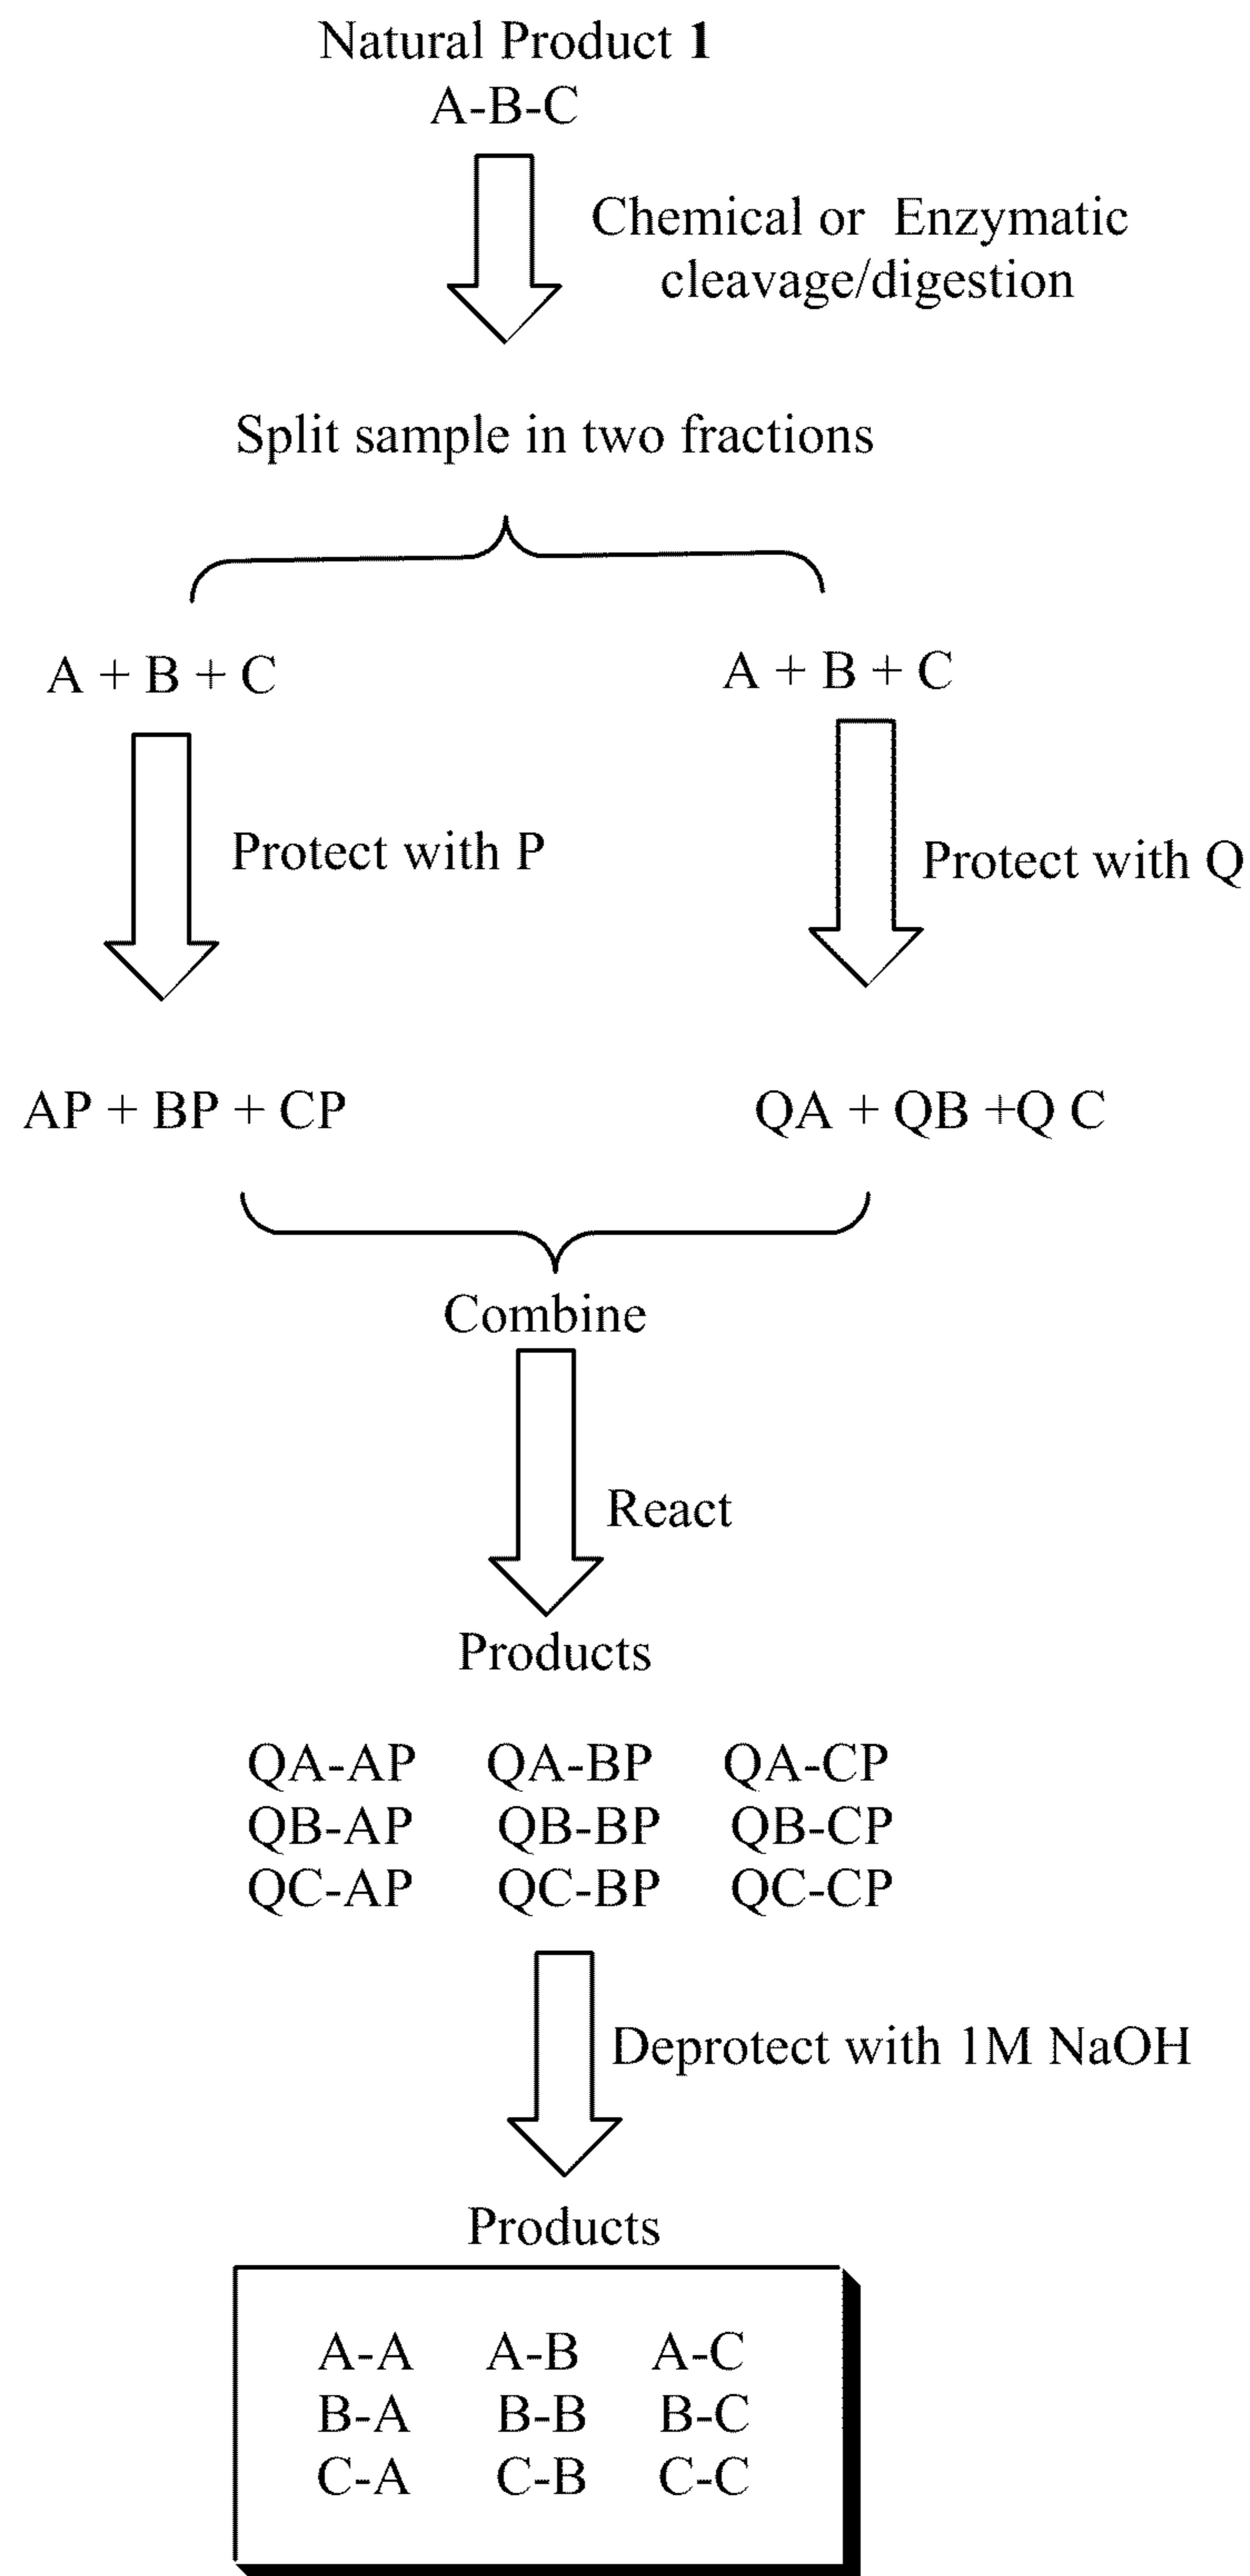 Natural Product 1
A-B-C
Chemical or Enzymatic
cleavage/digestion
Split sample in two fractions
A + B + C
A + B + C
Protect with P
Protect with Q
AP + BP + CP
QA + QB +Q C
Combine
React
Products
QA-AP QA-BP QA-CP
QB-AP QB-BP QB-CP
QC-AP QC-BP QC-CP
Deprotect with 1M NaOH
Products
A-A A-B A-C
B-A B-B B-C
C-A C-B C-C